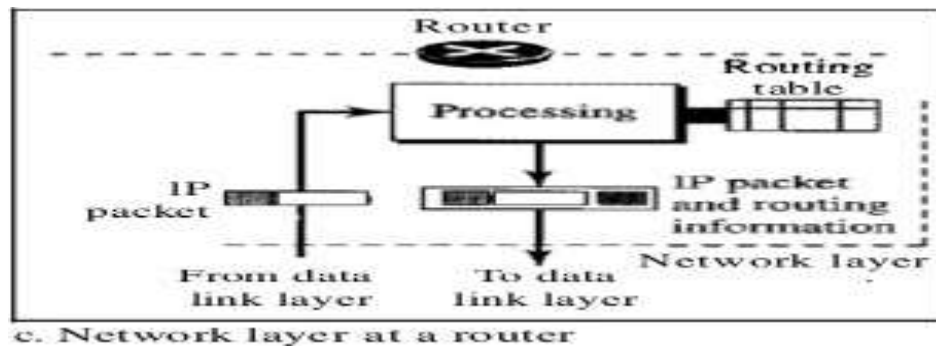 Router
Routing
table
Processing
IP
packet
IP packet
and routing
information
Network layer
From data
link layer
To data
link layer
c. Network layer at a router